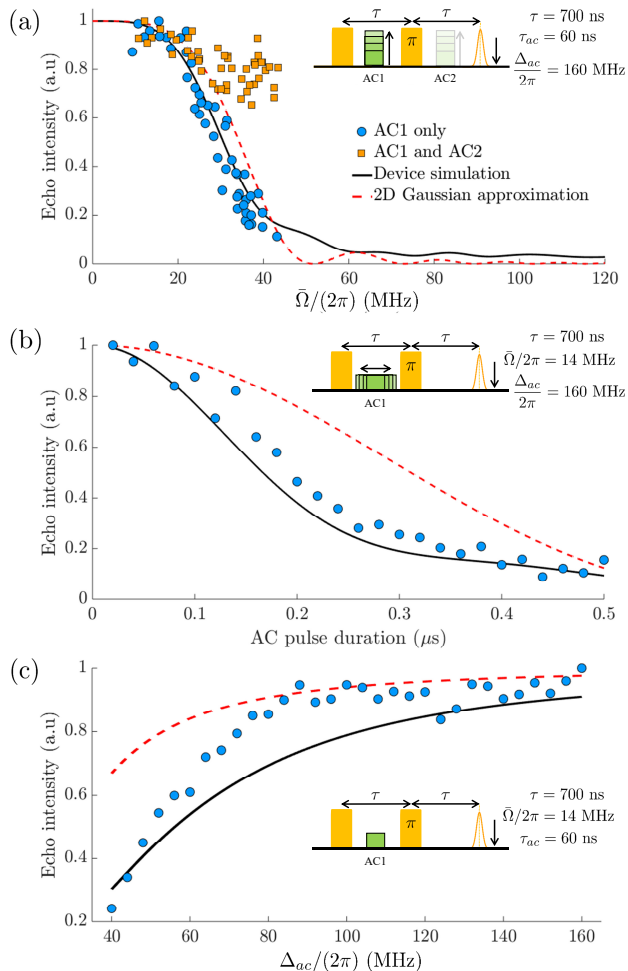 (a)
Echo intensity (a.u)
1
0.8
0.6
0.4
0.2
0
0 20 40 60 80 100 120
Ω̄/(2π) (MHz)
τ τ
π
AC1 AC2
τ = 700 ns
τ_ac = 60 ns
Δ_ac/2π = 160 MHz
AC1 only
AC1 and AC2
Device simulation
2D Gaussian approximation
(b)
Echo intensity (a.u)
1
0.8
0.6
0.4
0.2
0
0 0.1 0.2 0.3 0.4 0.5
AC pulse duration (μs)
τ τ
π
AC1
τ = 700 ns
Ω̄/2π = 14 MHz
Δ_ac/2π = 160 MHz
(c)
Echo intensity (a.u)
1
0.8
0.6
0.4
0.2
40 60 80 100 120 140 160
Δ_ac/(2π) (MHz)
τ τ
π
AC1
τ = 700 ns
Ω̄/2π = 14 MHz
τ_ac = 60 ns